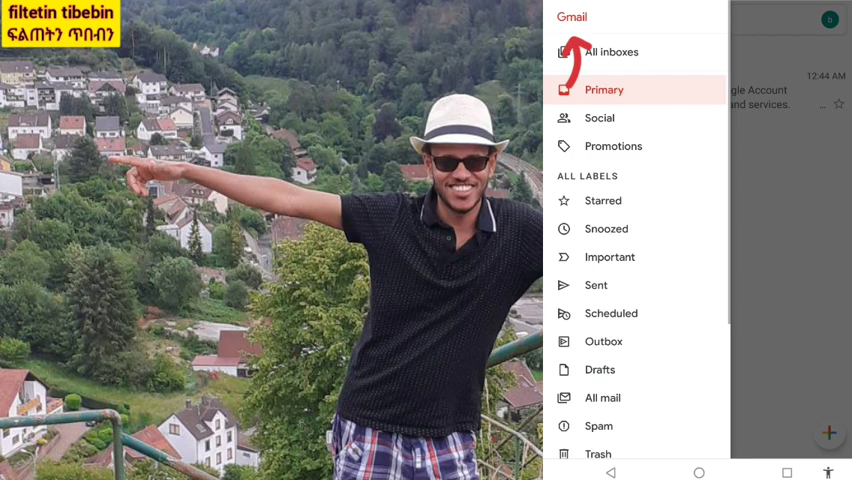 filtetin tibebin
ፍልጠትን ጥበብን
Gmail
All inboxes
Primary
Social
Promotions
ALL LABELS
Starred
Snoozed
Important
Sent
Scheduled
Outbox
Drafts
All mail
Spam
Trash
b
12:44 AM
gle Account
and services.
...